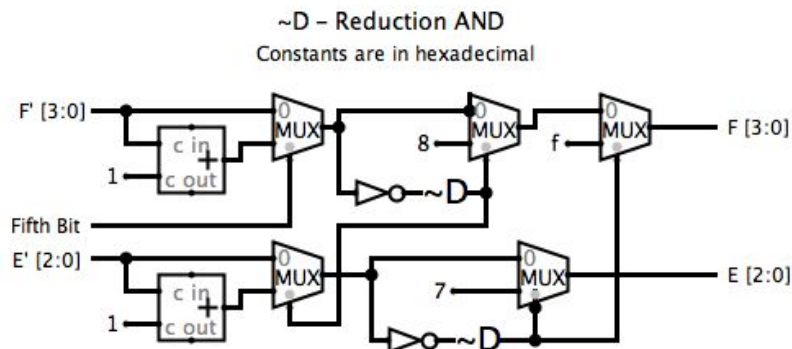 ~D – Reduction AND
Constants are in hexadecimal
F' [3:0]
0
MUX
0
MUX
0
MUX
F [3:0]
c in
+
c out
1
8
f
~D
Fifth Bit
E' [2:0]
0
MUX
0
MUX
E [2:0]
c in
+
c out
1
7
~D